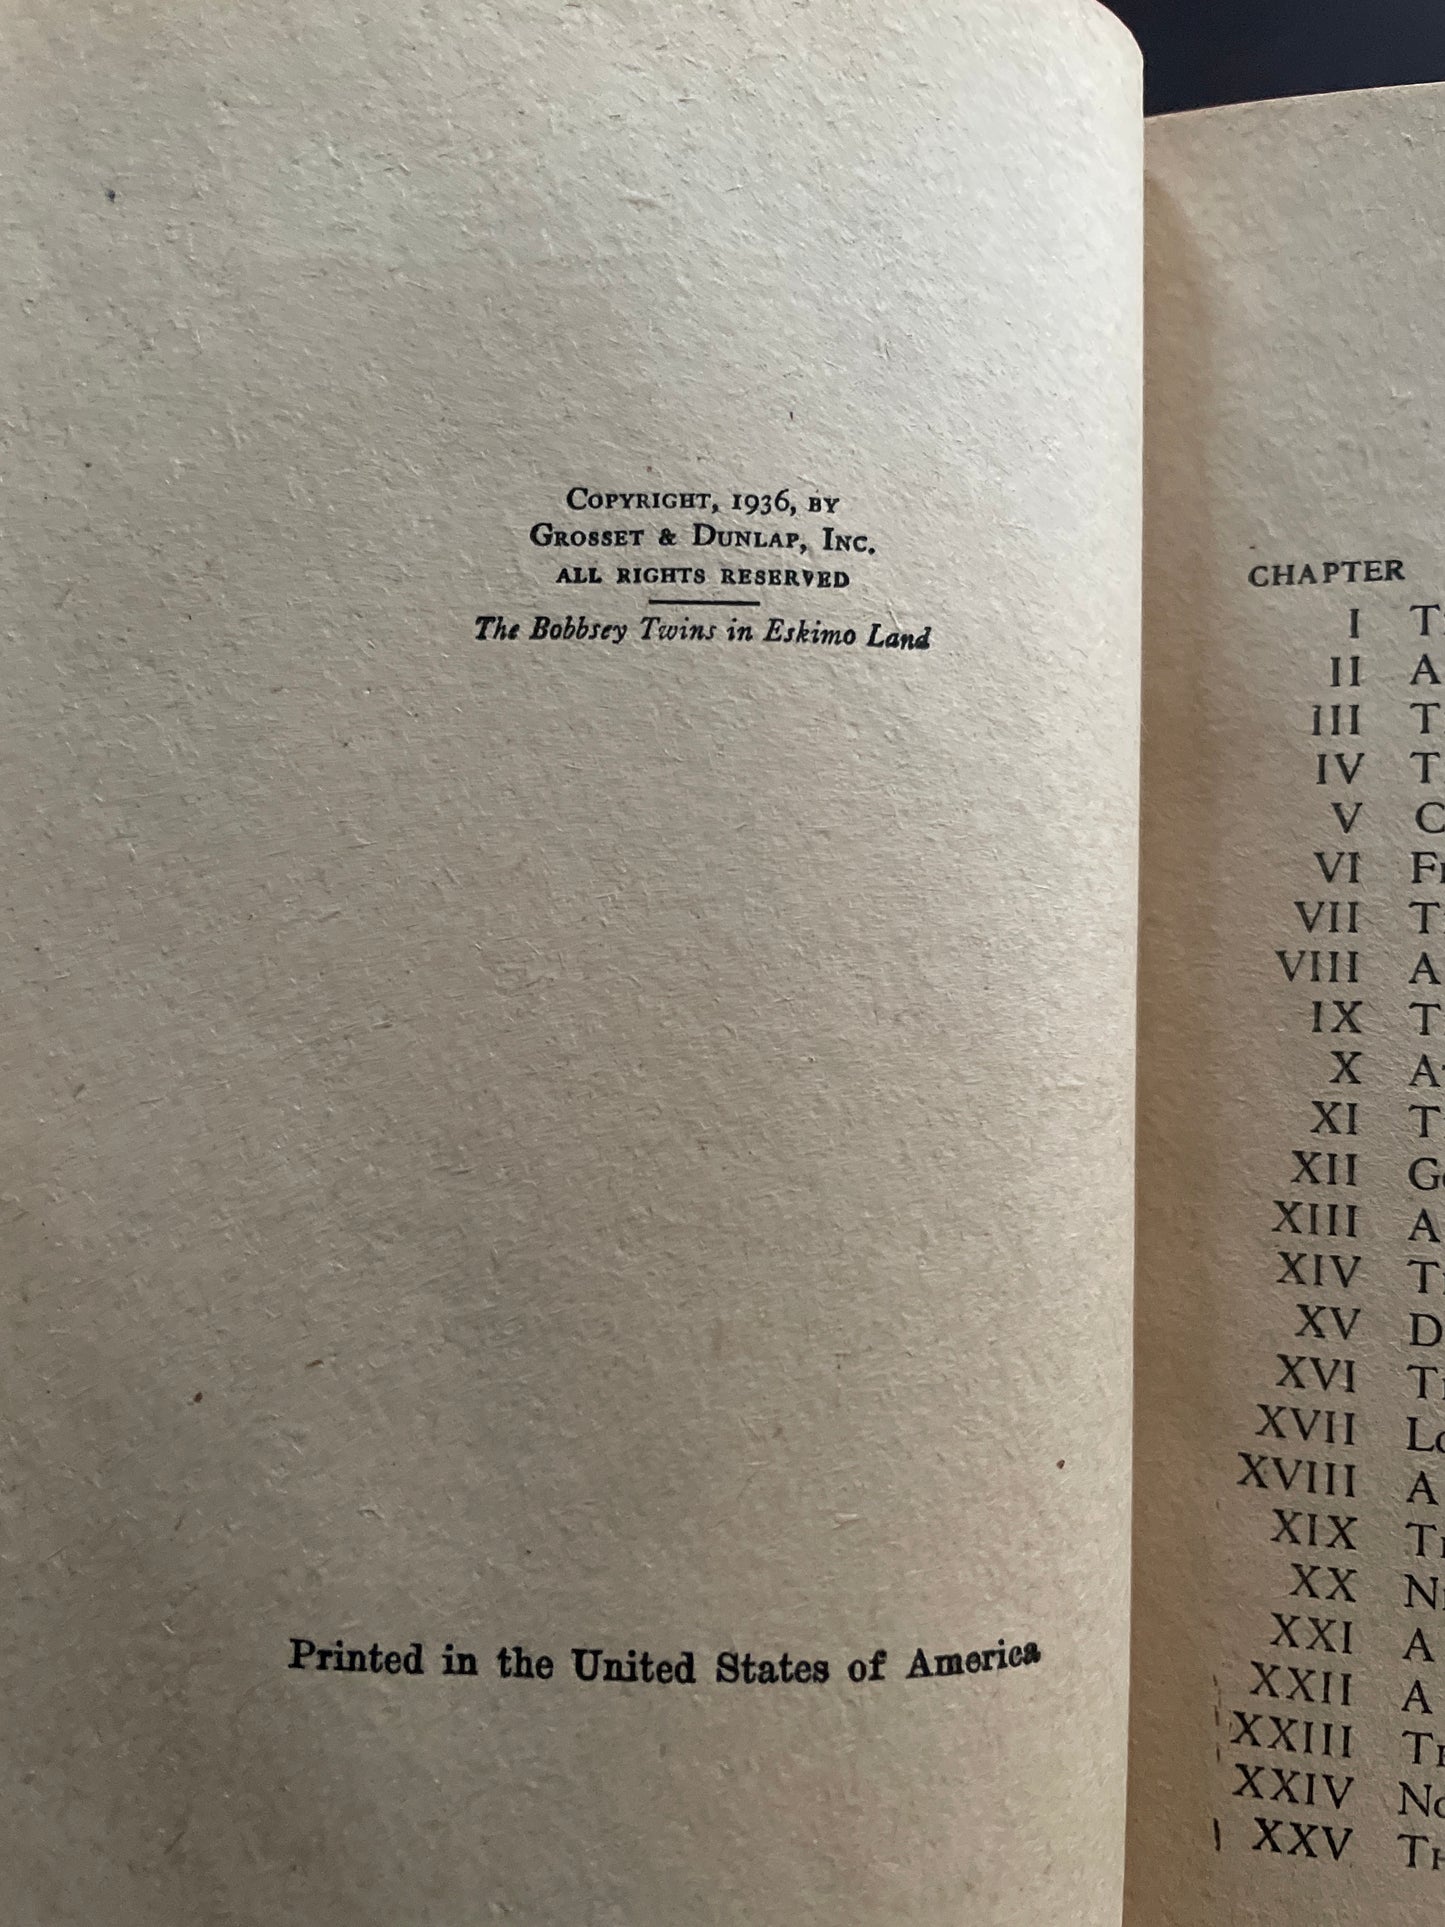 COPYRIGHT, 1936, BY
GROSSET & DUNLAP, INC.
ALL RIGHTS RESERVED
The Bobbsey Twins in Eskimo Land
Printed in the United States of America
CHAPTER
I
II A
III
IV
V
VI
VII
VIII A
IX
X
XI
XII
XIII A
XIV
XV
XVI
XVII
XVIII A
XIX
XX
XXI A
XXII A
XXIII
XXIV
XXV